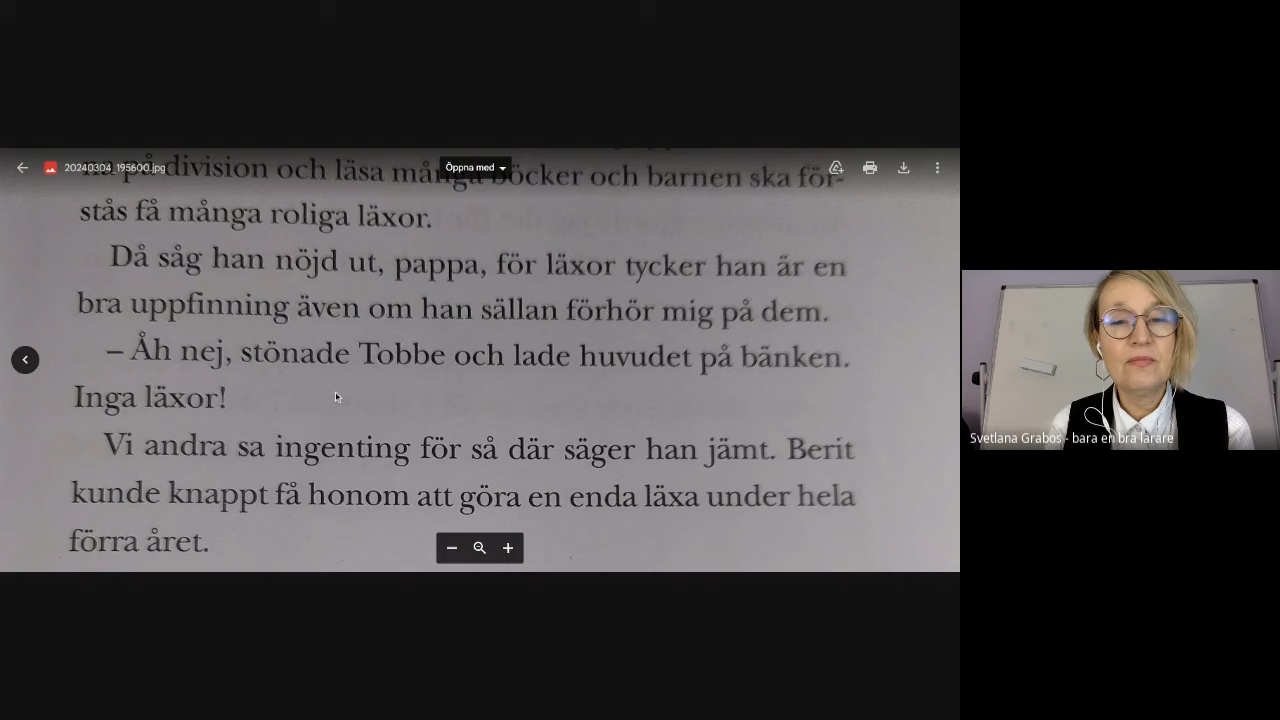 20240304_195600.jpg
Öppna med
na på division och läsa många böcker och barnen ska för-
stås få många roliga läxor.
Då såg han nöjd ut, pappa, för läxor tycker han är en
bra uppfinning även om han sällan förhör mig på dem.
– Åh nej, stönade Tobbe och lade huvudet på bänken.
Inga läxor!
Vi andra sa ingenting för så där säger han jämt. Berit
kunde knappt få honom att göra en enda läxa under hela
förra året.
Svetlana Grabos - bara en bra lärare